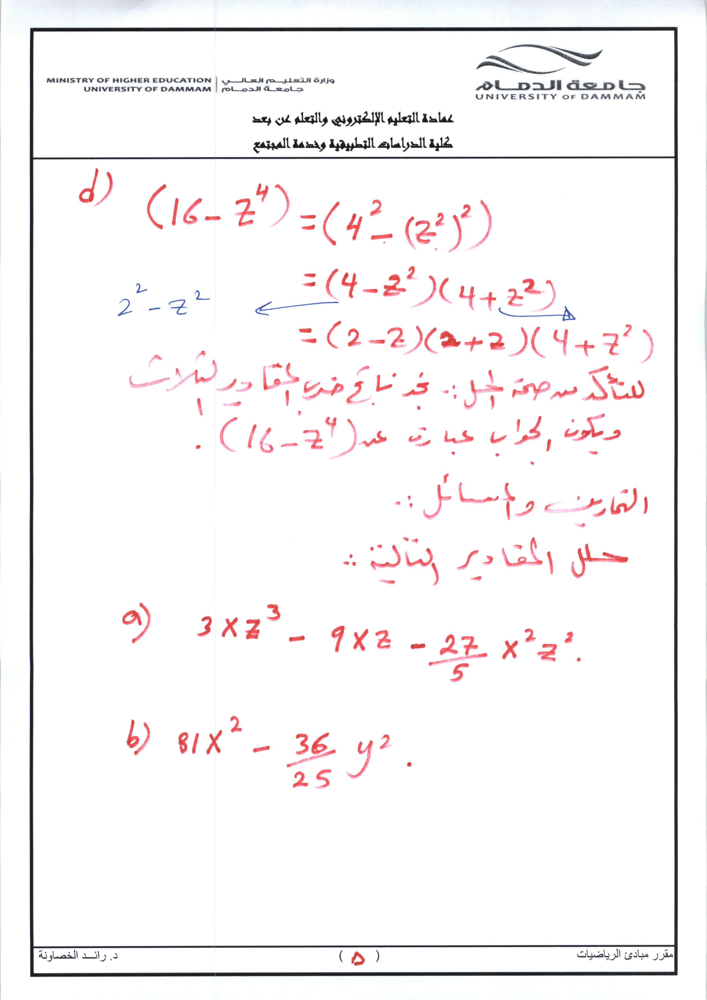 MINISTRY OF HIGHER EDUCATION | وزارة التعليم العالي
UNIVERSITY OF DAMMAM | جامعة الدمام
جامعة الدمام
UNIVERSITY OF DAMMAM
عمادة التعليم الإلكتروني والتعلم عن بعد
كلية الدراسات التطبيقية وخدمة المجتمع
d) (16 - z⁴) = (4² - (z²)²)
= (4 - z²)(4 + z²)
2² - z²
= (2 - z)(2 + z)(4 + z²)
للتأكد من صحة الحل :- نجد ناتج ضرب المقادير الثلاث
ويكون الجواب عبارة عن (16 - z⁴) .
التمارين والمسائل :-
حلل المقادير التالية :-
a) 3xz³ - 9xz - 27/5 x²z² .
b) 81x² - 36/25 y² .
مقرر مبادئ الرياضيات
( ٥ )
د. رائد الخصاونة